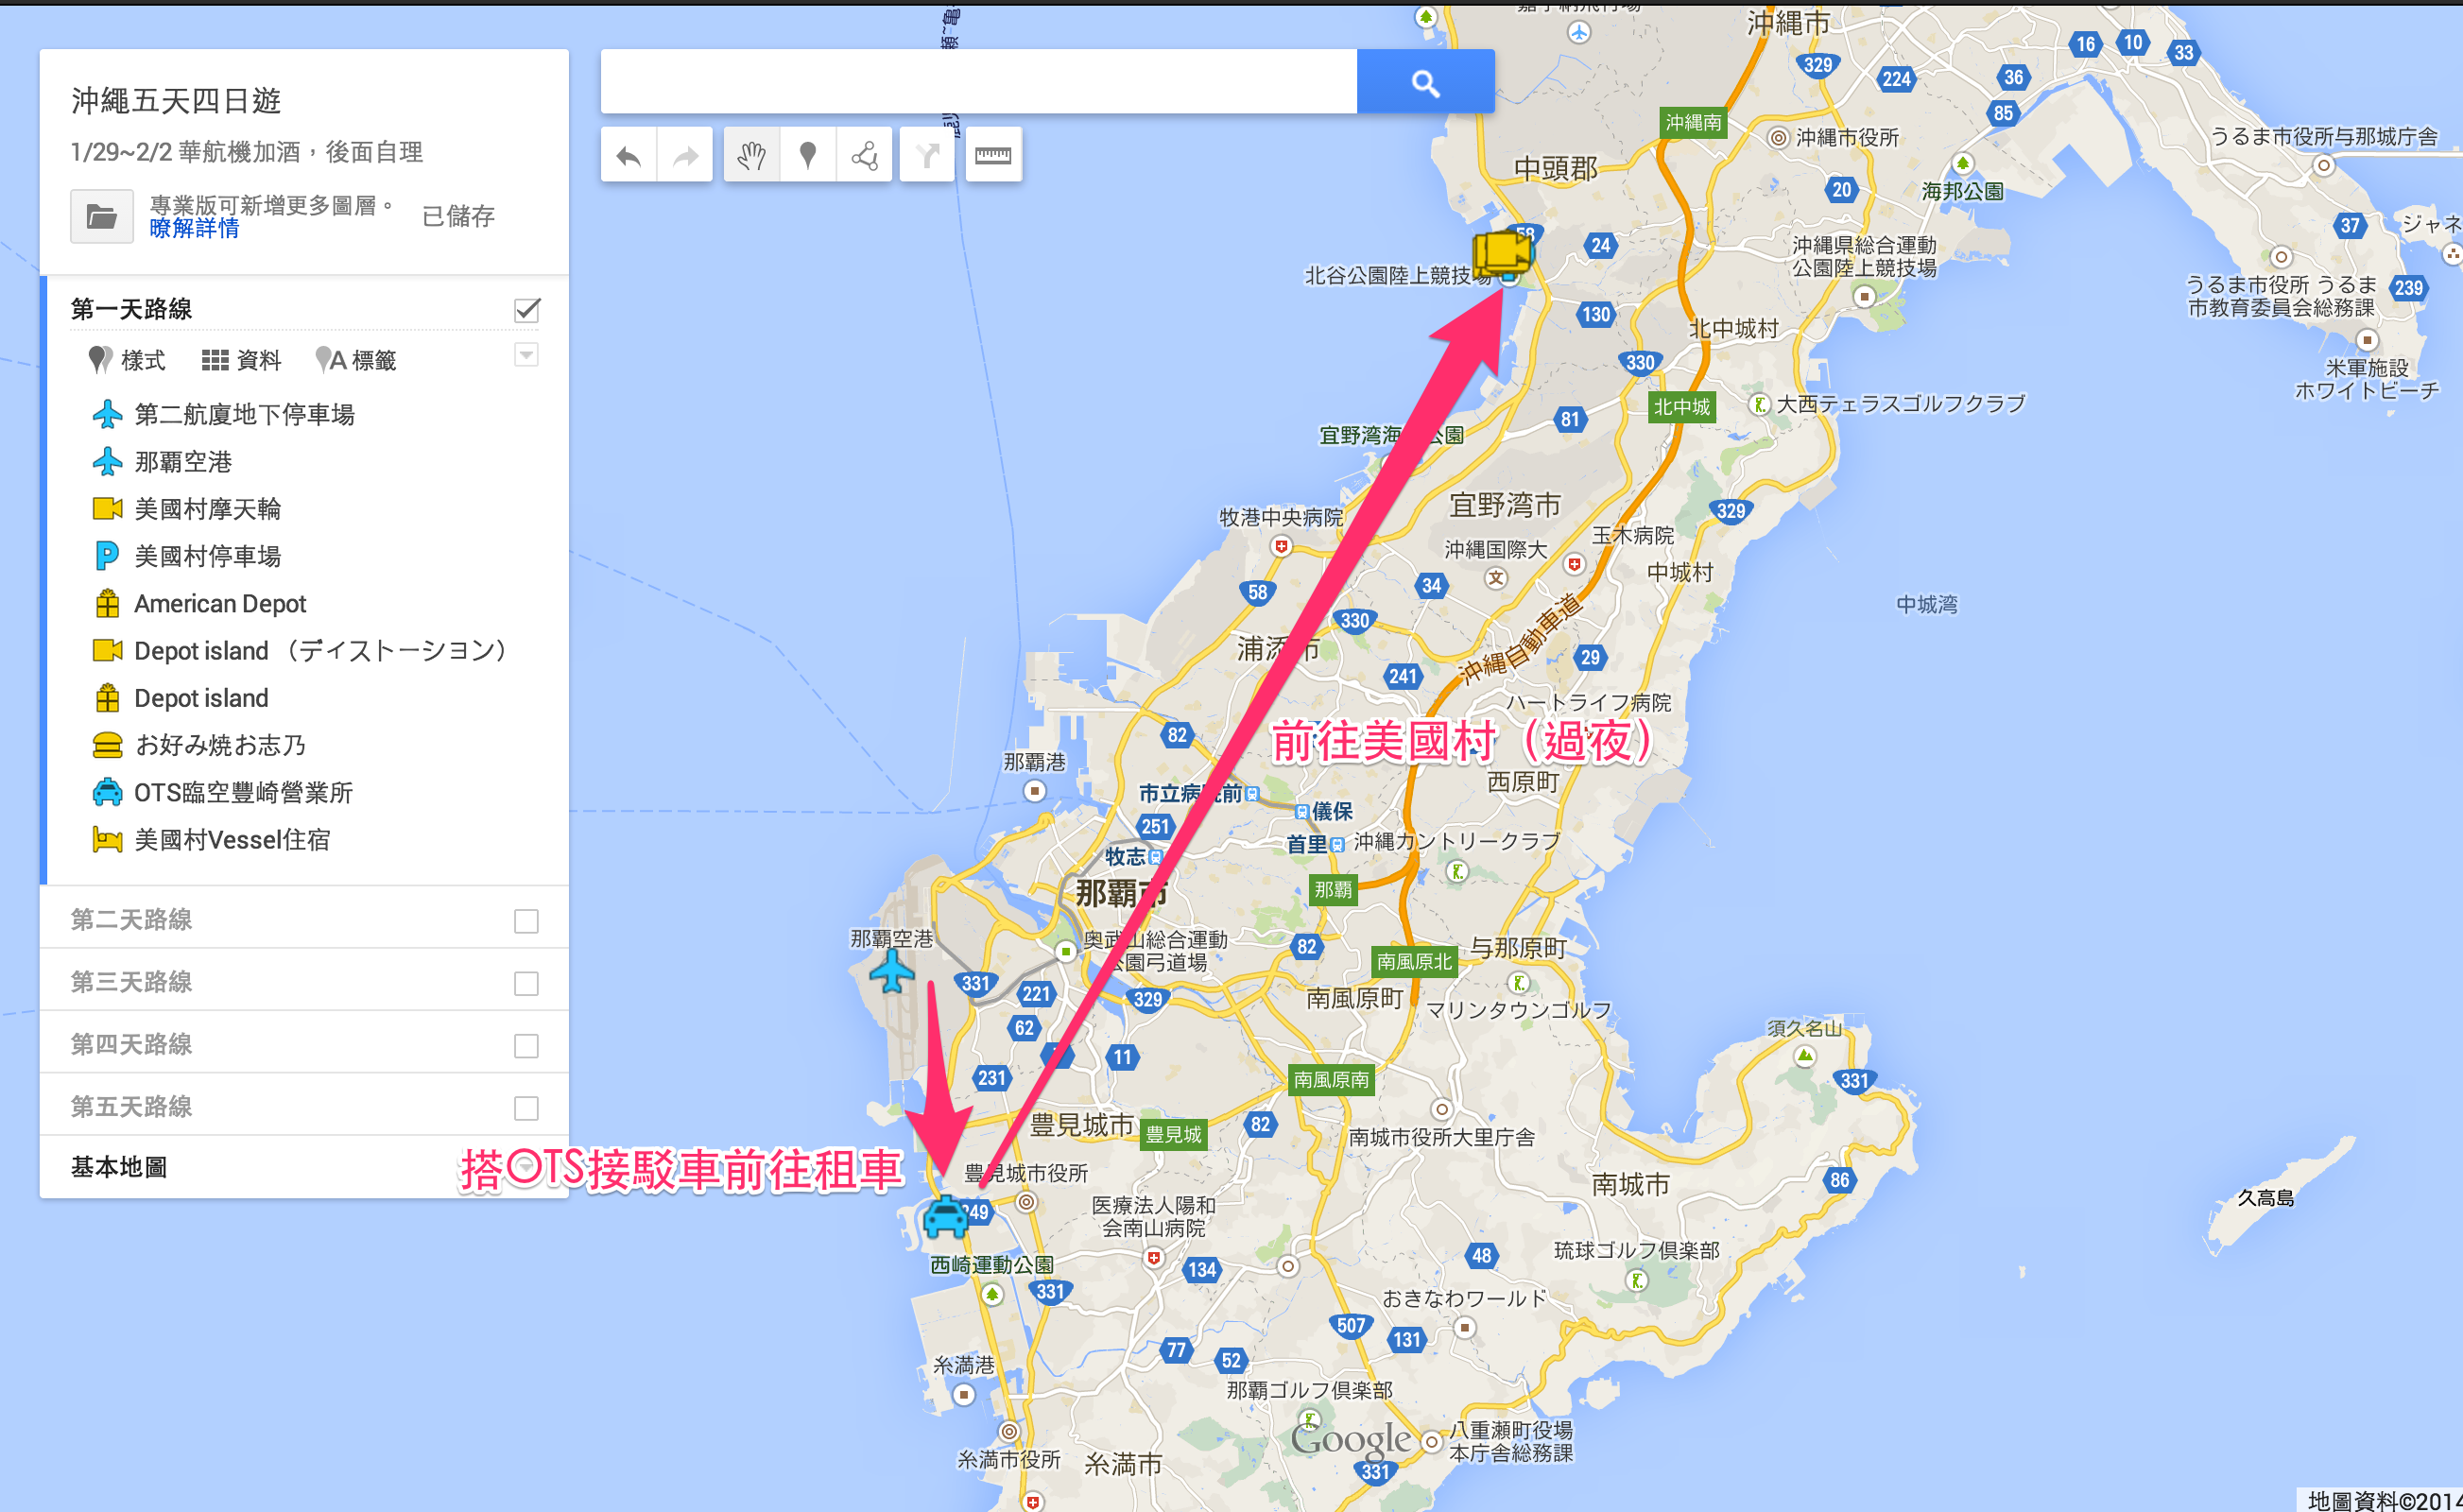 沖繩五天四日遊
1/29~2/2 華航機加酒，後面自理
專業版可新增更多圖層。
瞭解詳情
已儲存
第一天路線
樣式
資料
A 標籤
第二航廈地下停車場
那覇空港
美國村摩天輪
美國村停車場
American Depot
Depot island （ディストーション）
Depot island
お好み焼お志乃
OTS臨空豐崎營業所
美國村Vessel住宿
第二天路線
第三天路線
第四天路線
第五天路線
基本地圖
沖縄市
329
224
16
10
33
36
85
沖縄南
沖縄市役所
うるま市役所与那城庁舎
中頭郡
20
海邦公園
37
ジャネ
58
24
沖縄県総合運動
公園陸上競技場
北谷公園陸上競技場
うるま市役所 うるま
市教育委員会総務課
239
130
北中城村
330
米軍施設
ホワイトビーチ
北中城
大西テェラスゴルフクラブ
81
宜野湾海
公園
宜野湾市
329
牧港中央病院
玉木病院
沖縄国際大
中城村
34
58
中城湾
330
沖縄自動車道
浦添市
29
241
ハートライフ病院
82
前往美國村（過夜）
那覇港
西原町
市立病院前
儀保
251
首里
沖縄カントリークラブ
牧志
那覇市
那覇
那覇空港
奥武山総合運動
公園弓道場
82
南風原北
与那原町
331
221
329
南風原町
マリンタウンゴルフ
62
11
須久名山
231
南風原南
331
豊見城市
豊見城
82
南城市役所大里庁舎
搭OTS接駁車前往租車
豊見城市役所
南城市
86
久高島
249
医療法人陽和
会南山病院
西崎運動公園
134
48
琉球ゴルフ倶楽部
331
おきなわワールド
507
131
77
52
糸満港
那覇ゴルフ倶楽部
Google
八重瀬町役場
本庁舎総務課
糸満市役所
糸満市
331
地圖資料©2014